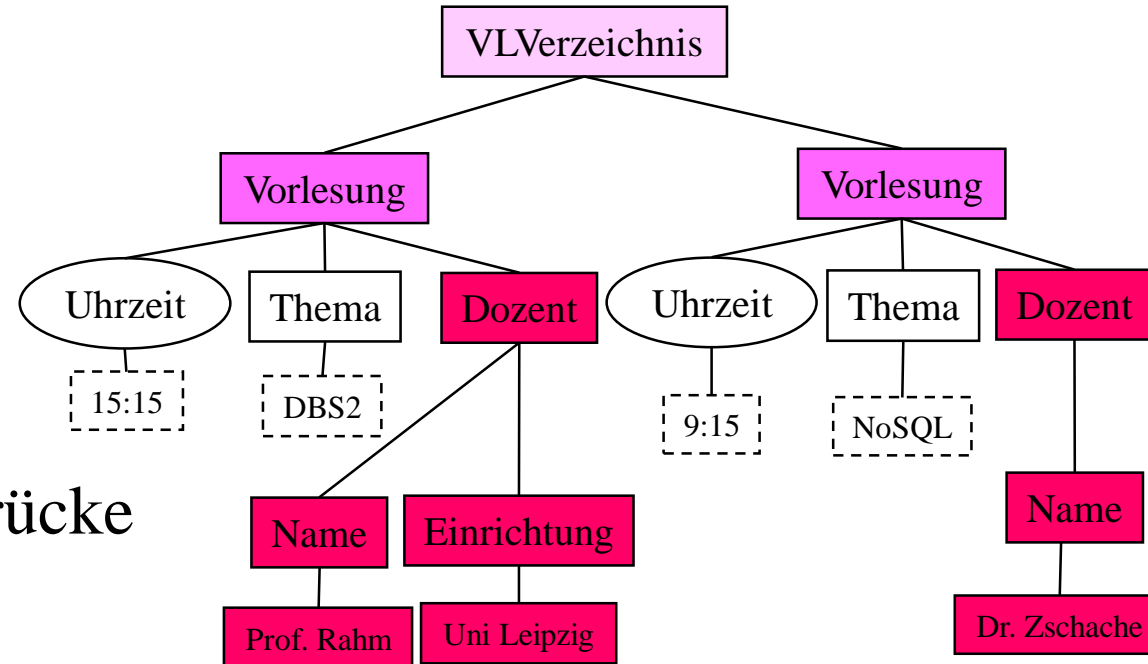 VLVerzeichnis
Vorlesung
Vorlesung
Uhrzeit
Thema
Dozent
Uhrzeit
Thema
Dozent
15:15
DBS2
9:15
NoSQL
rücke
Name
Einrichtung
Name
Prof. Rahm
Uni Leipzig
Dr. Zschache